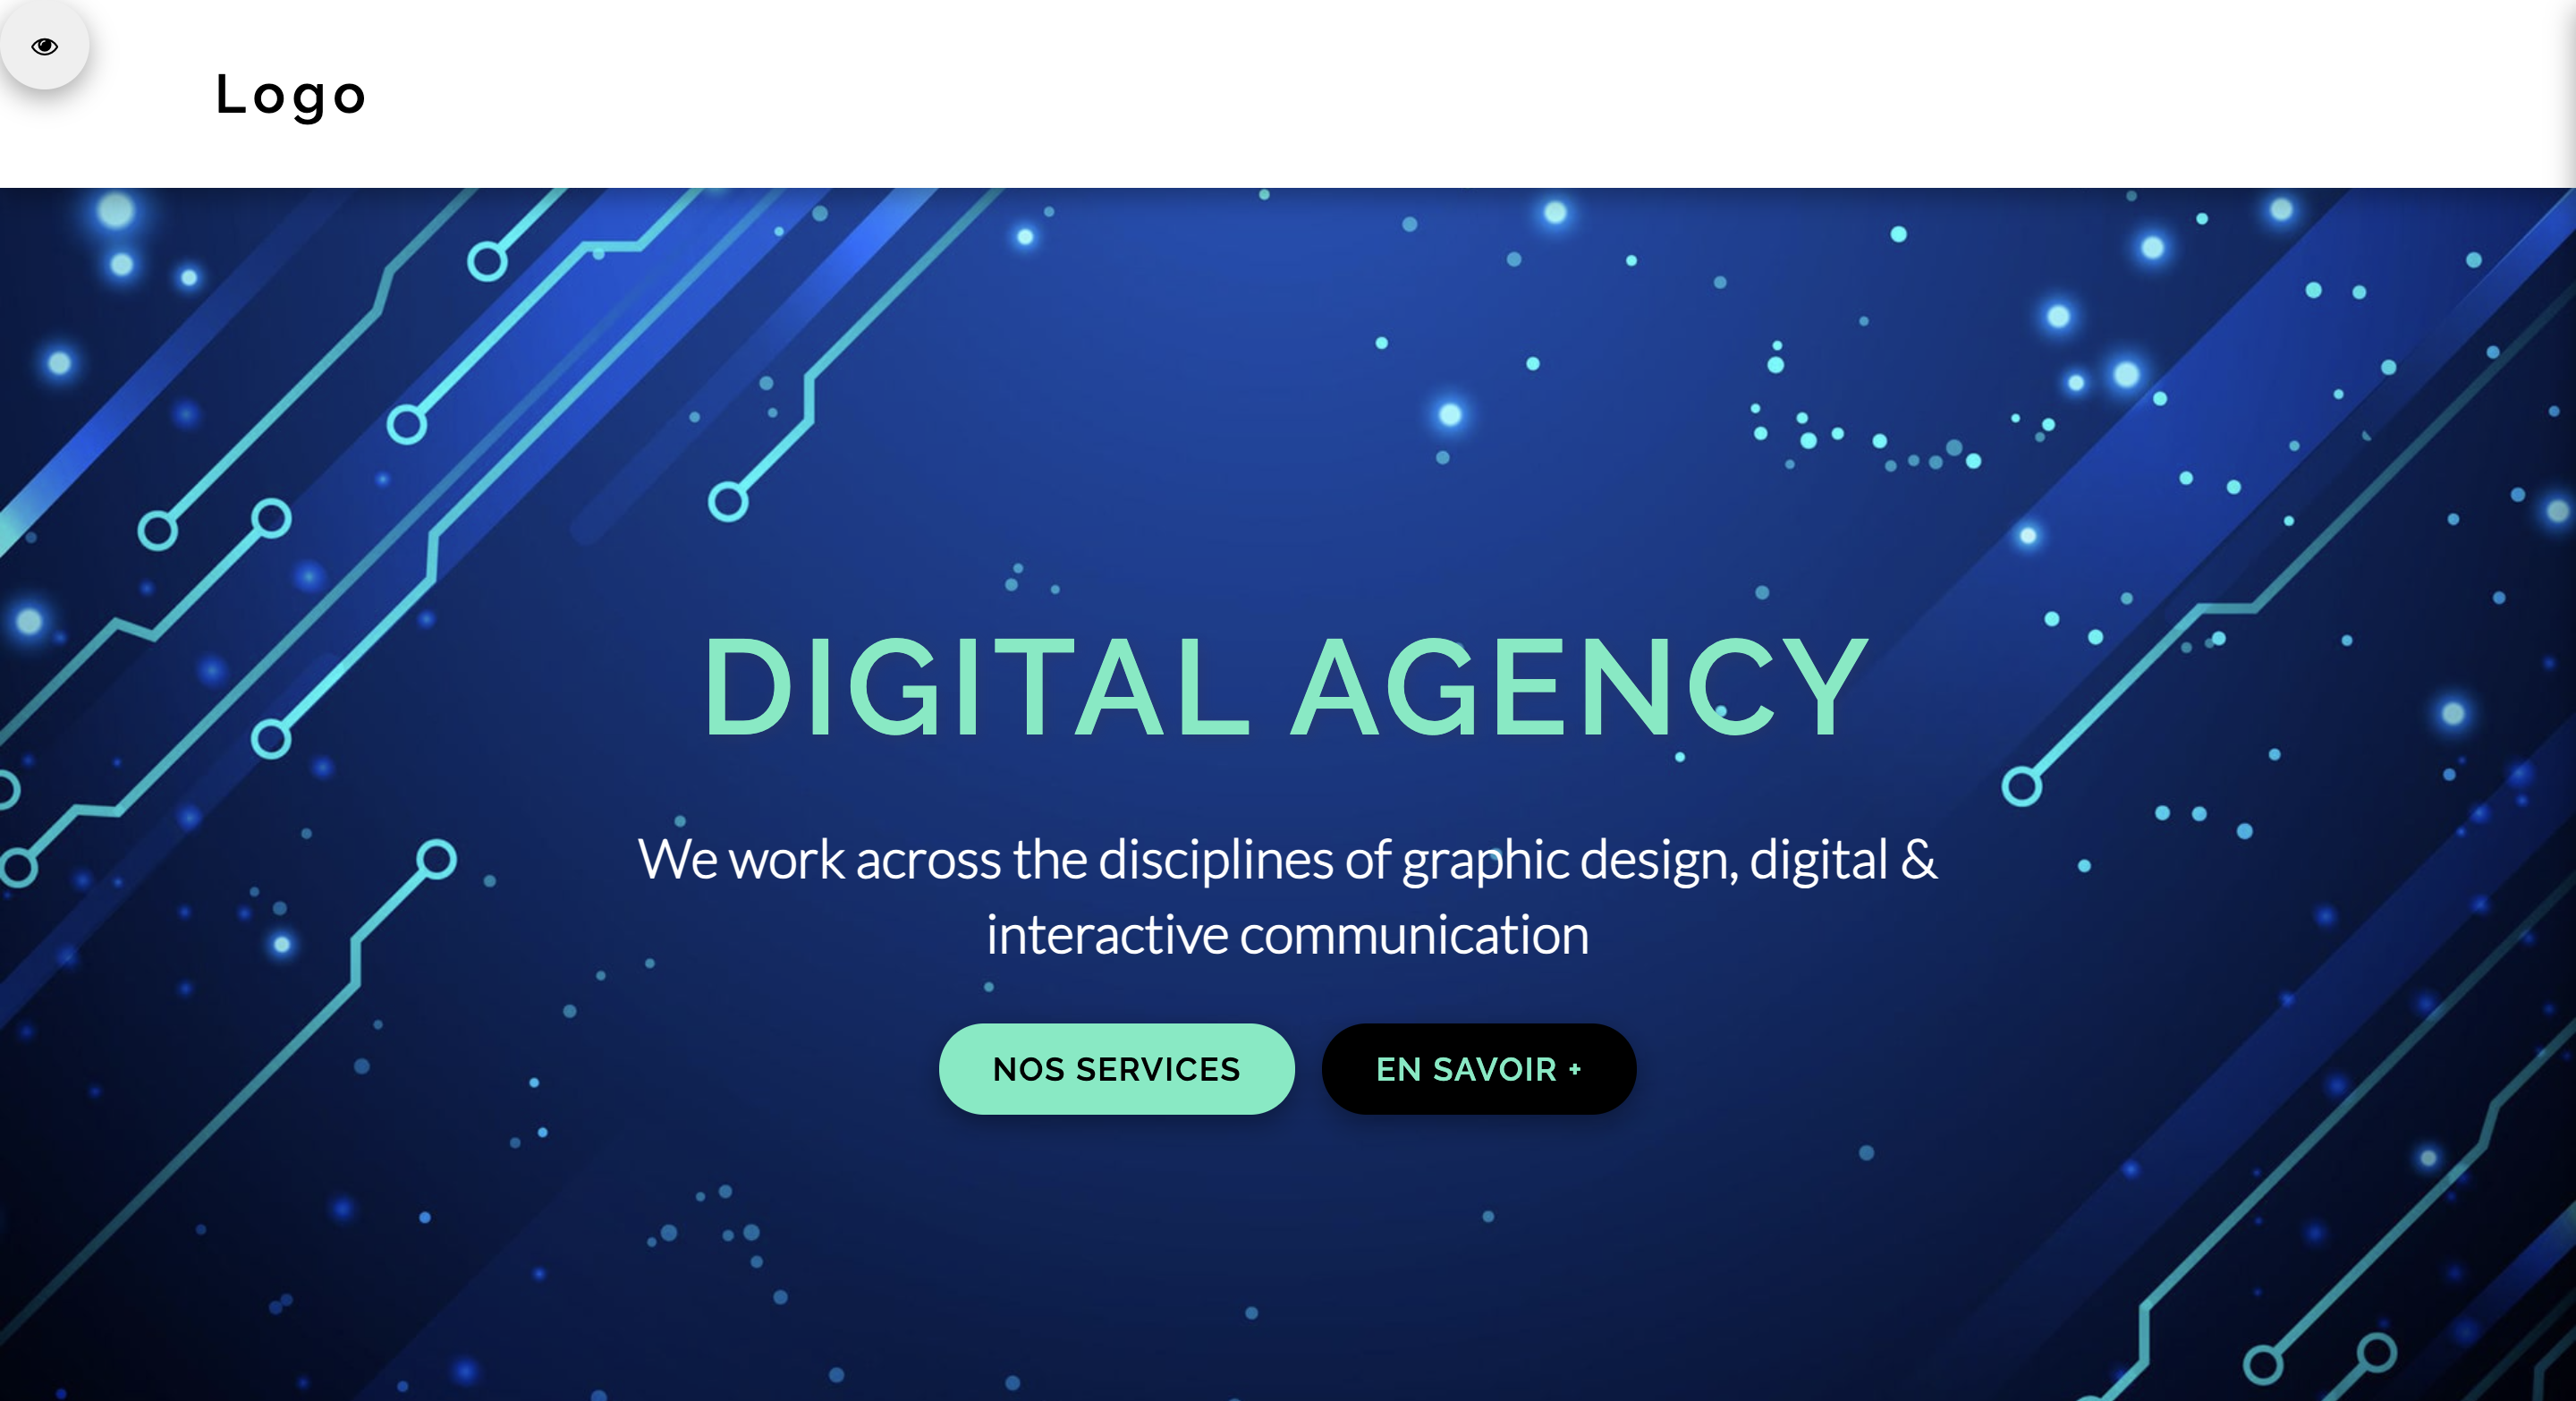 Logo
DIGITAL AGENCY
We work across the disciplines of graphic design, digital &
interactive communication
NOS SERVICES
EN SAVOIR +